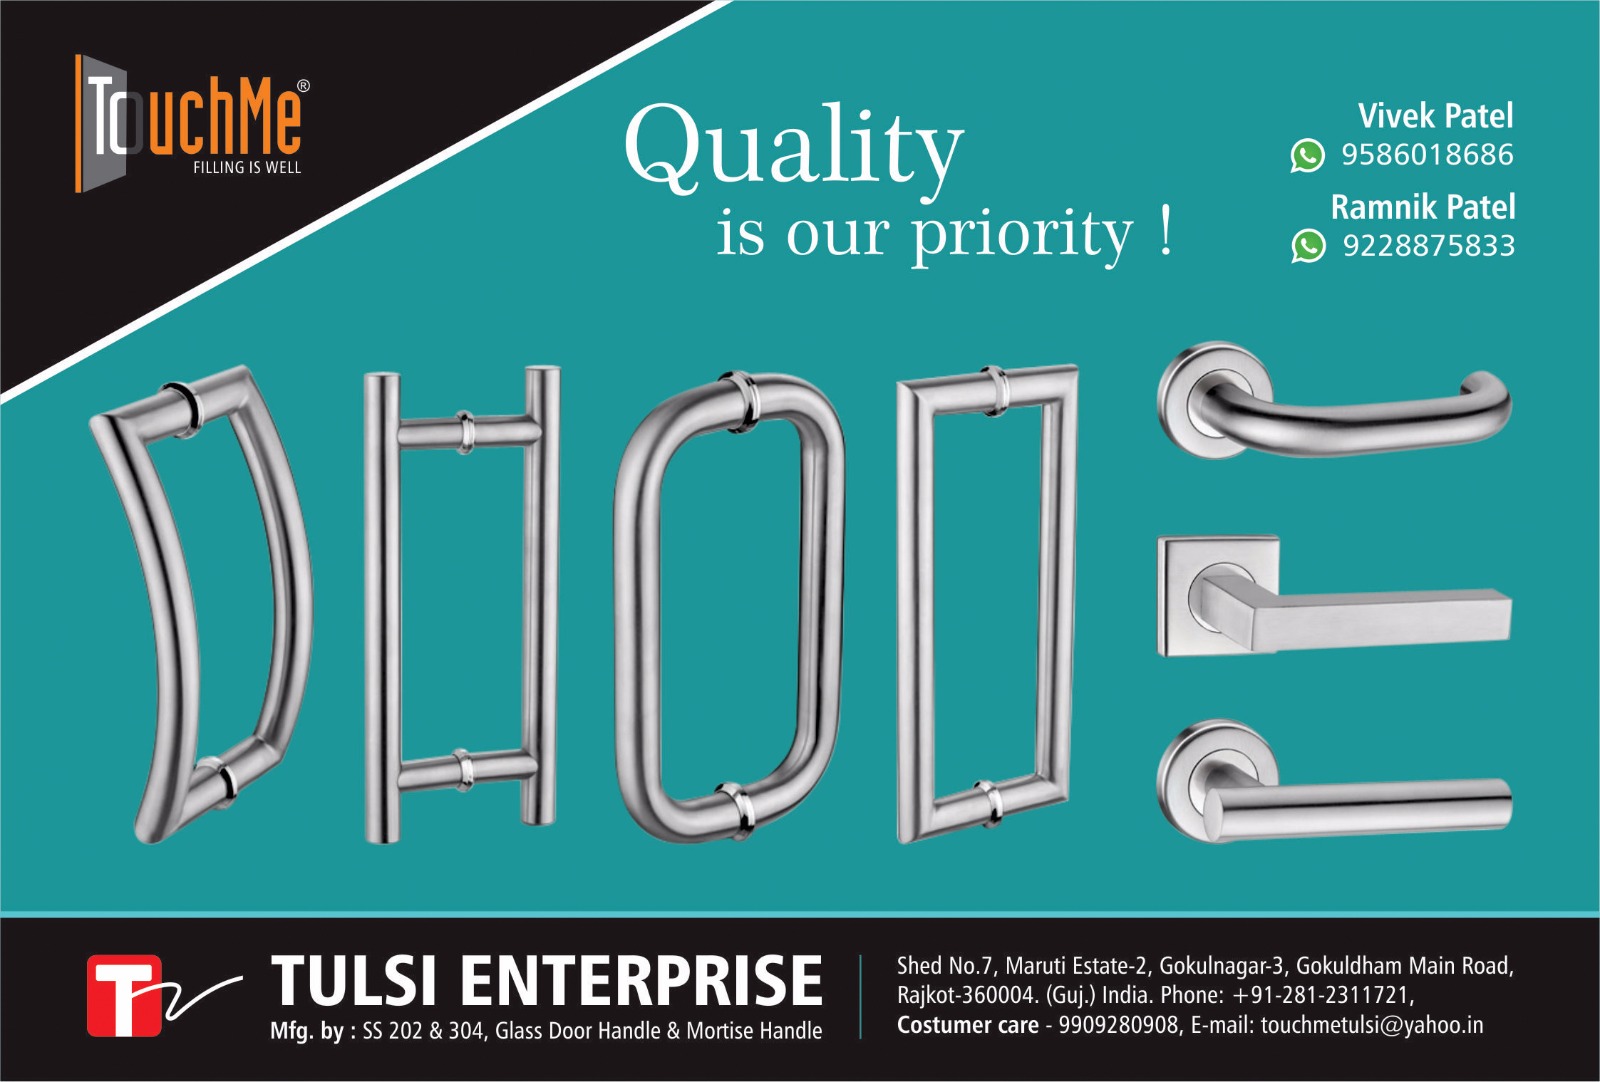 TouchMe®
FILLING IS WELL
Quality
is our priority !
Vivek Patel
9586018686
Ramnik Patel
9228875833
T
TULSI ENTERPRISE
Mfg. by : SS 202 & 304, Glass Door Handle & Mortise Handle
Shed No.7, Maruti Estate-2, Gokulnagar-3, Gokuldham Main Road,
Rajkot-360004. (Guj.) India. Phone: +91-281-2311721,
Costumer care - 9909280908, E-mail: touchmetulsi@yahoo.in